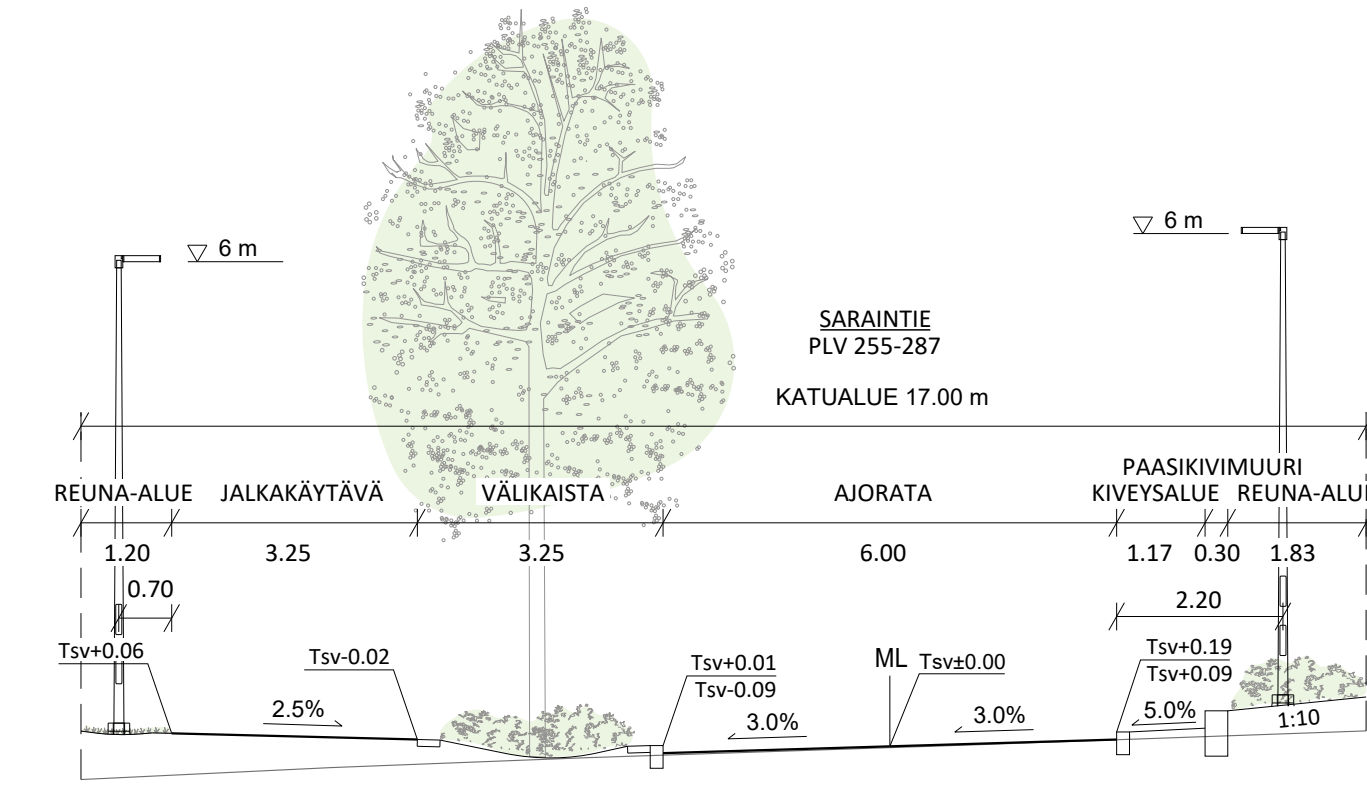 6 m
6 m
SARAINTIE
PLV 255-287
KATUALUE 17.00 m
PAASIKIVIMUURI
REUNA-ALUE JALKAKÄYTÄVÄ VÄLIKAISTA AJORATA KIVEYSALUE REUNA-ALU
1.20 3.25 3.25 6.00 1.17 0.30 1.83
0.70
2.20
Tsv+0.06
Tsv-0.02
Tsv+0.01
Tsv-0.09
ML Tsv±0.00
Tsv+0.19
Tsv+0.09
2.5%
3.0%
3.0%
5.0%
1:10